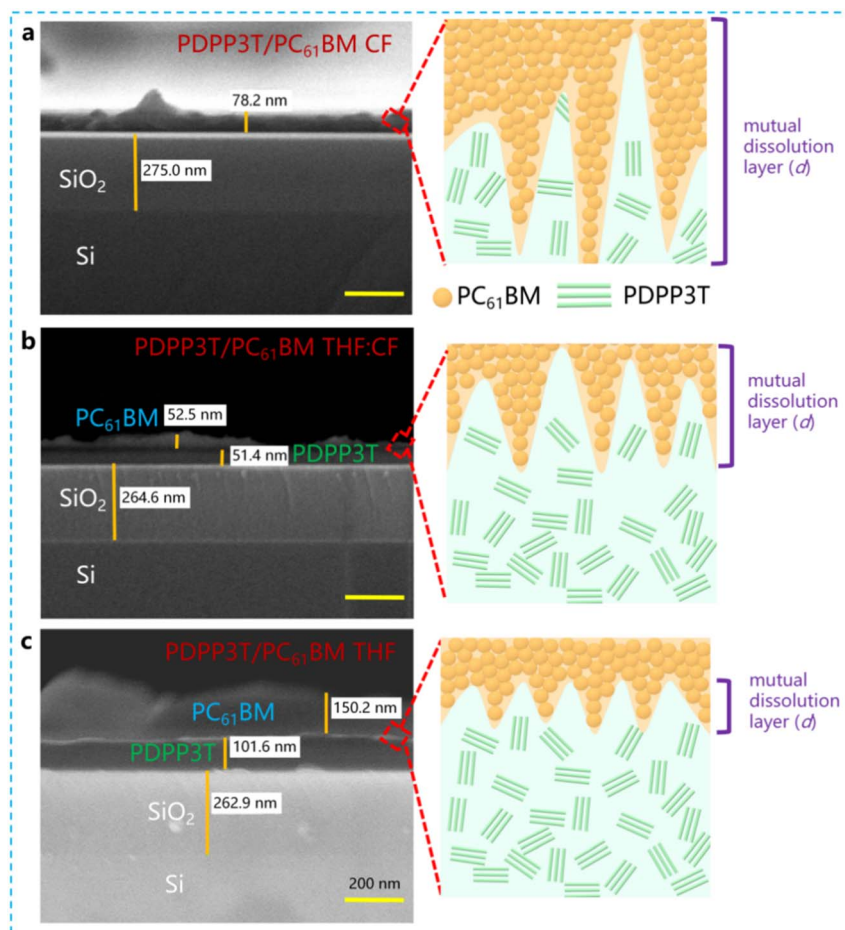 a
PDPP3T/PC₆₁BM CF
78.2 nm
275.0 nm
SiO₂
Si
mutual
dissolution
layer (d)
PC₆₁BM
PDPP3T
b
PDPP3T/PC₆₁BM THF:CF
PC₆₁BM
52.5 nm
51.4 nm
PDPP3T
SiO₂
264.6 nm
Si
mutual
dissolution
layer (d)
c
PDPP3T/PC₆₁BM THF
PC₆₁BM
150.2 nm
PDPP3T
101.6 nm
SiO₂
262.9 nm
Si
200 nm
mutual
dissolution
layer (d)